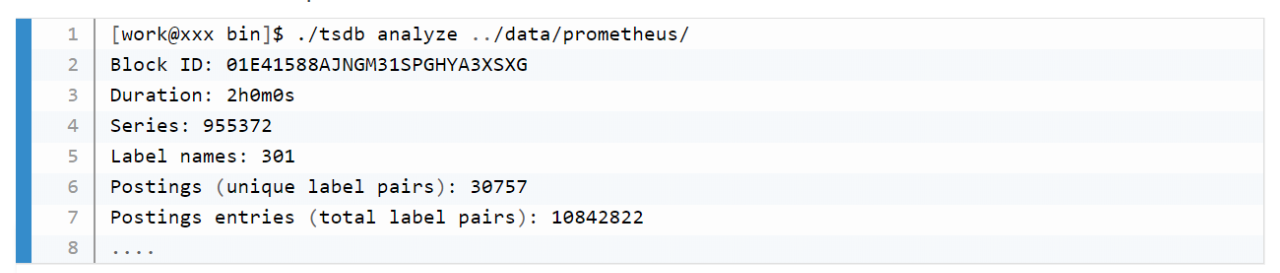 1 [work@xxx bin]$ ./tsdb analyze ../data/prometheus/
2 Block ID: 01E41588AJNGM31SPGHYA3XSXG
3 Duration: 2h0m0s
4 Series: 955372
5 Label names: 301
6 Postings (unique label pairs): 30757
7 Postings entries (total label pairs): 10842822
8 ....